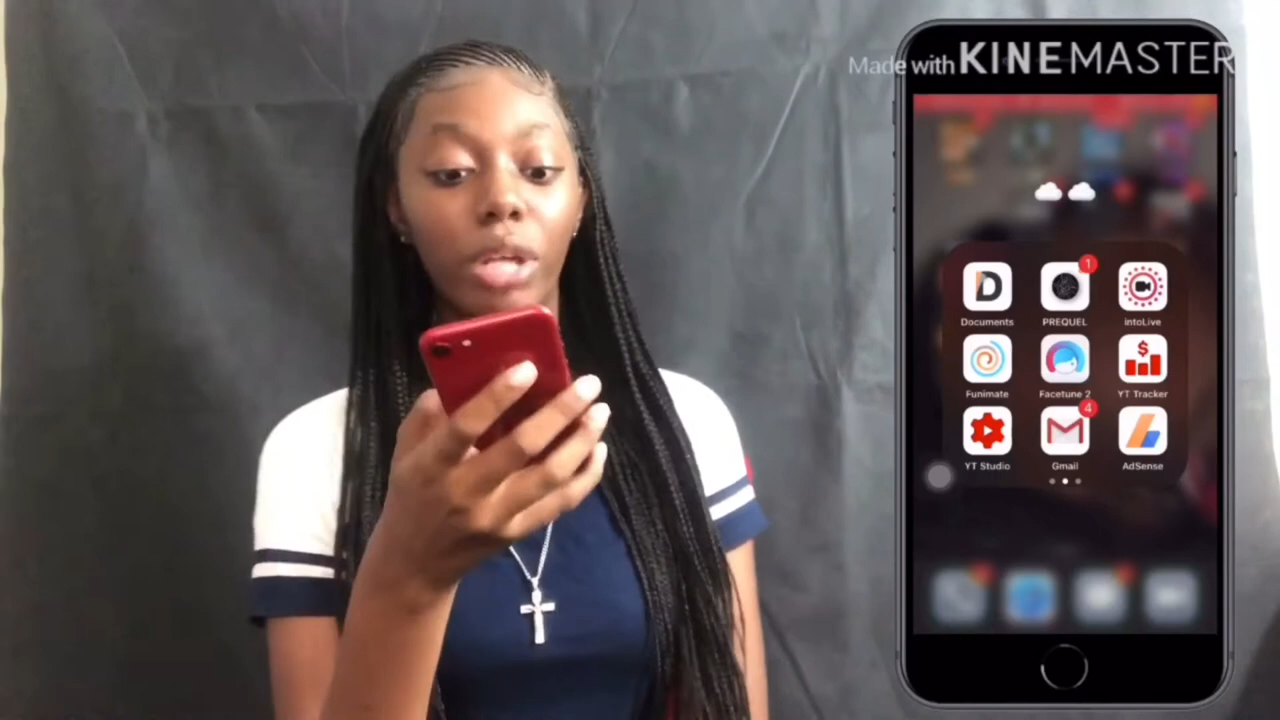 Made with KINEMASTER
Documents PREQUEL intoLive
1
Funimate Facetune 2 YT Tracker
4
YT Studio Gmail AdSense